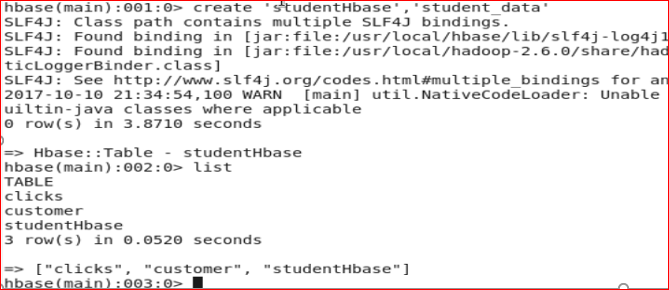 hbase(main):001:0> create 'studentHbase','student_data'
SLF4J: Class path contains multiple SLF4J bindings.
SLF4J: Found binding in [jar:file:/usr/local/hbase/lib/slf4j-log4j1
SLF4J: Found binding in [jar:file:/usr/local/hadoop-2.6.0/share/had
ticLoggerBinder.class]
SLF4J: See http://www.slf4j.org/codes.html#multiple_bindings for an
2017-10-10 21:34:54,100 WARN  [main] util.NativeCodeLoader: Unable
uiltin-java classes where applicable
0 row(s) in 3.8710 seconds

=> Hbase::Table - studentHbase
hbase(main):002:0> list
TABLE
clicks
customer
studentHbase
3 row(s) in 0.0520 seconds

=> ["clicks", "customer", "studentHbase"]
hbase(main):003:0>